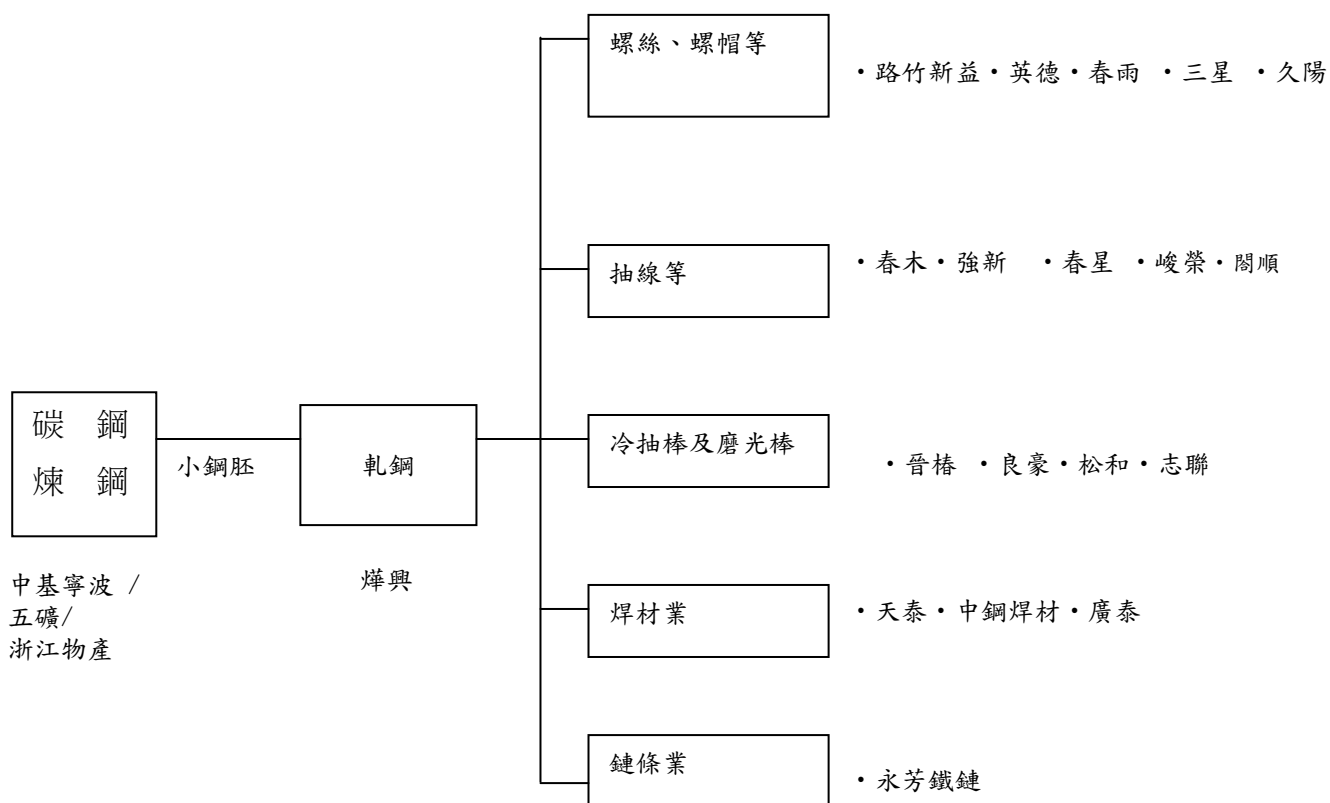 螺絲、螺帽等
・路竹新益・英德・春雨 ・三星 ・久陽
抽線等
・春木・強新 ・春星 ・峻榮・閤順
碳 鋼
煉 鋼
小鋼胚
軋鋼
冷抽棒及磨光棒
・晉椿 ・良豪・松和・志聯
中基寧波 /
五礦/
浙江物產
燁興
焊材業
・天泰・中鋼焊材・廣泰
鏈條業
・永芳鐵鏈